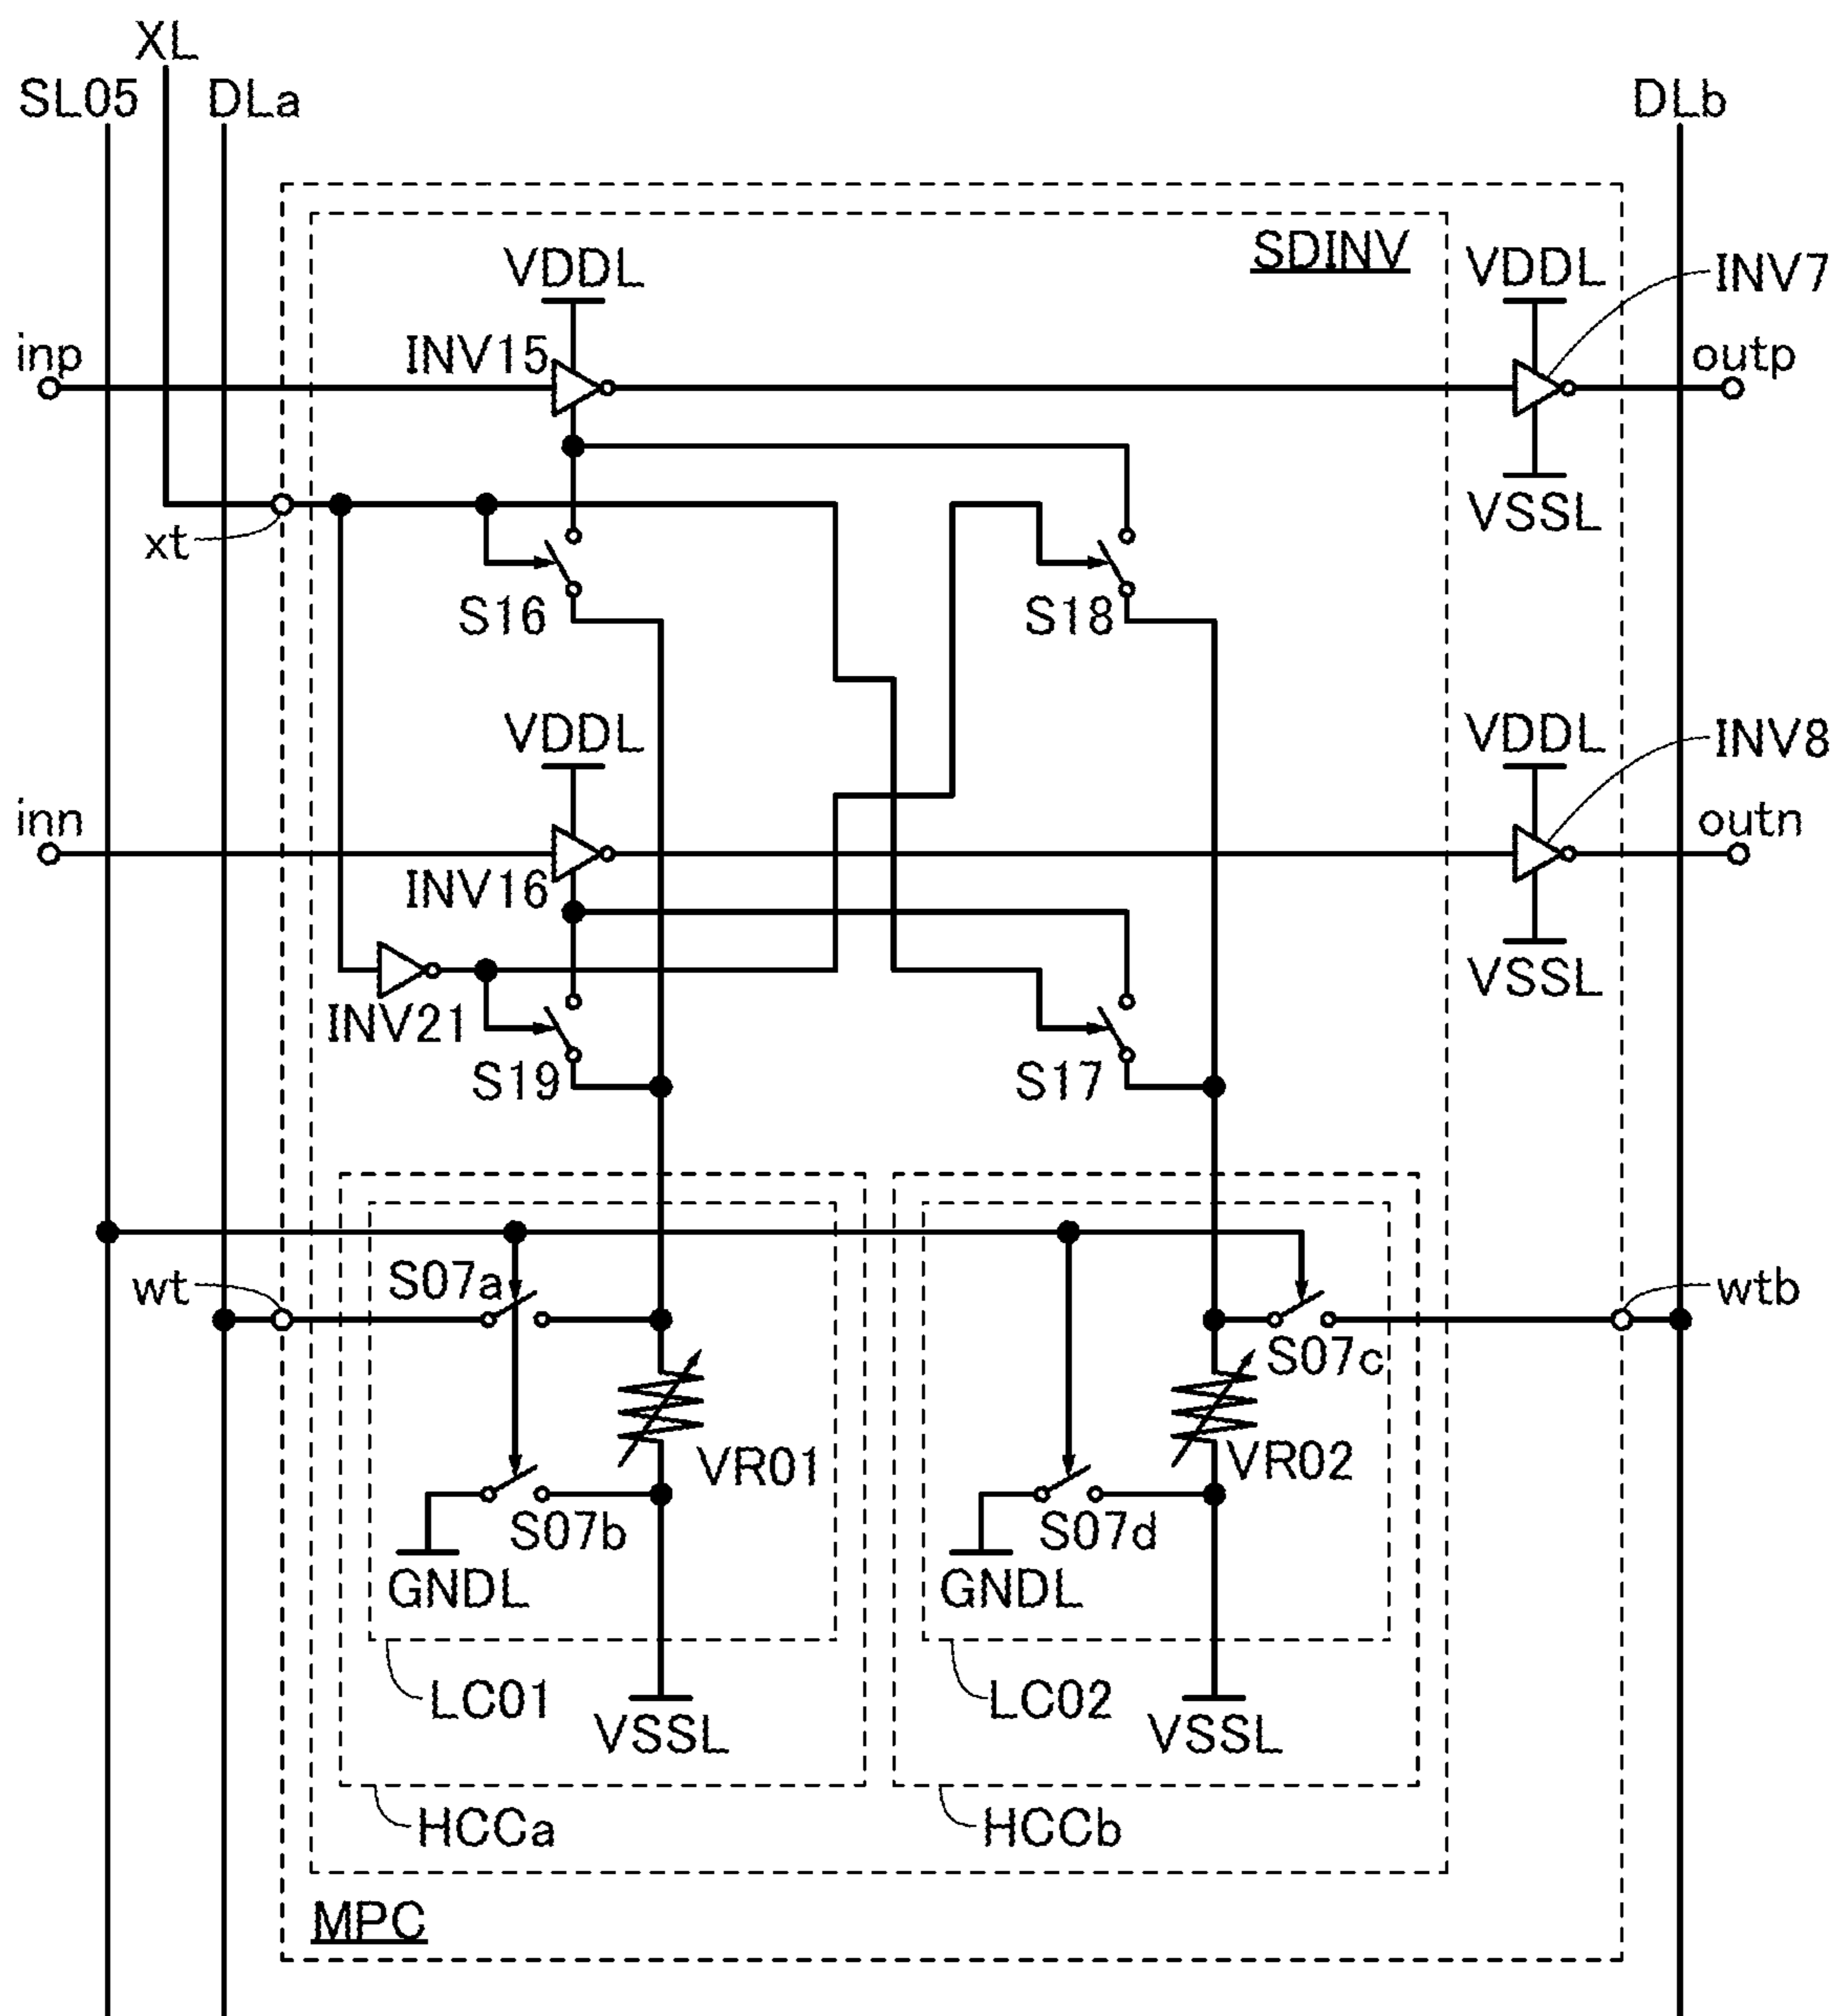 XL
SL05 DLa DLb
SDINV
VDDL VDDL INV7
inp INV15 outp
VSSL
xt
S16 S18
VDDL VDDL INV8
inn outn
INV16
VSSL
INV21
S19 S17
wt S07a wtb
S07c
VR01 VR02
S07b S07d
GNDL GNDL
LC01 LC02
VSSL VSSL
HCCa HCCb
MPC